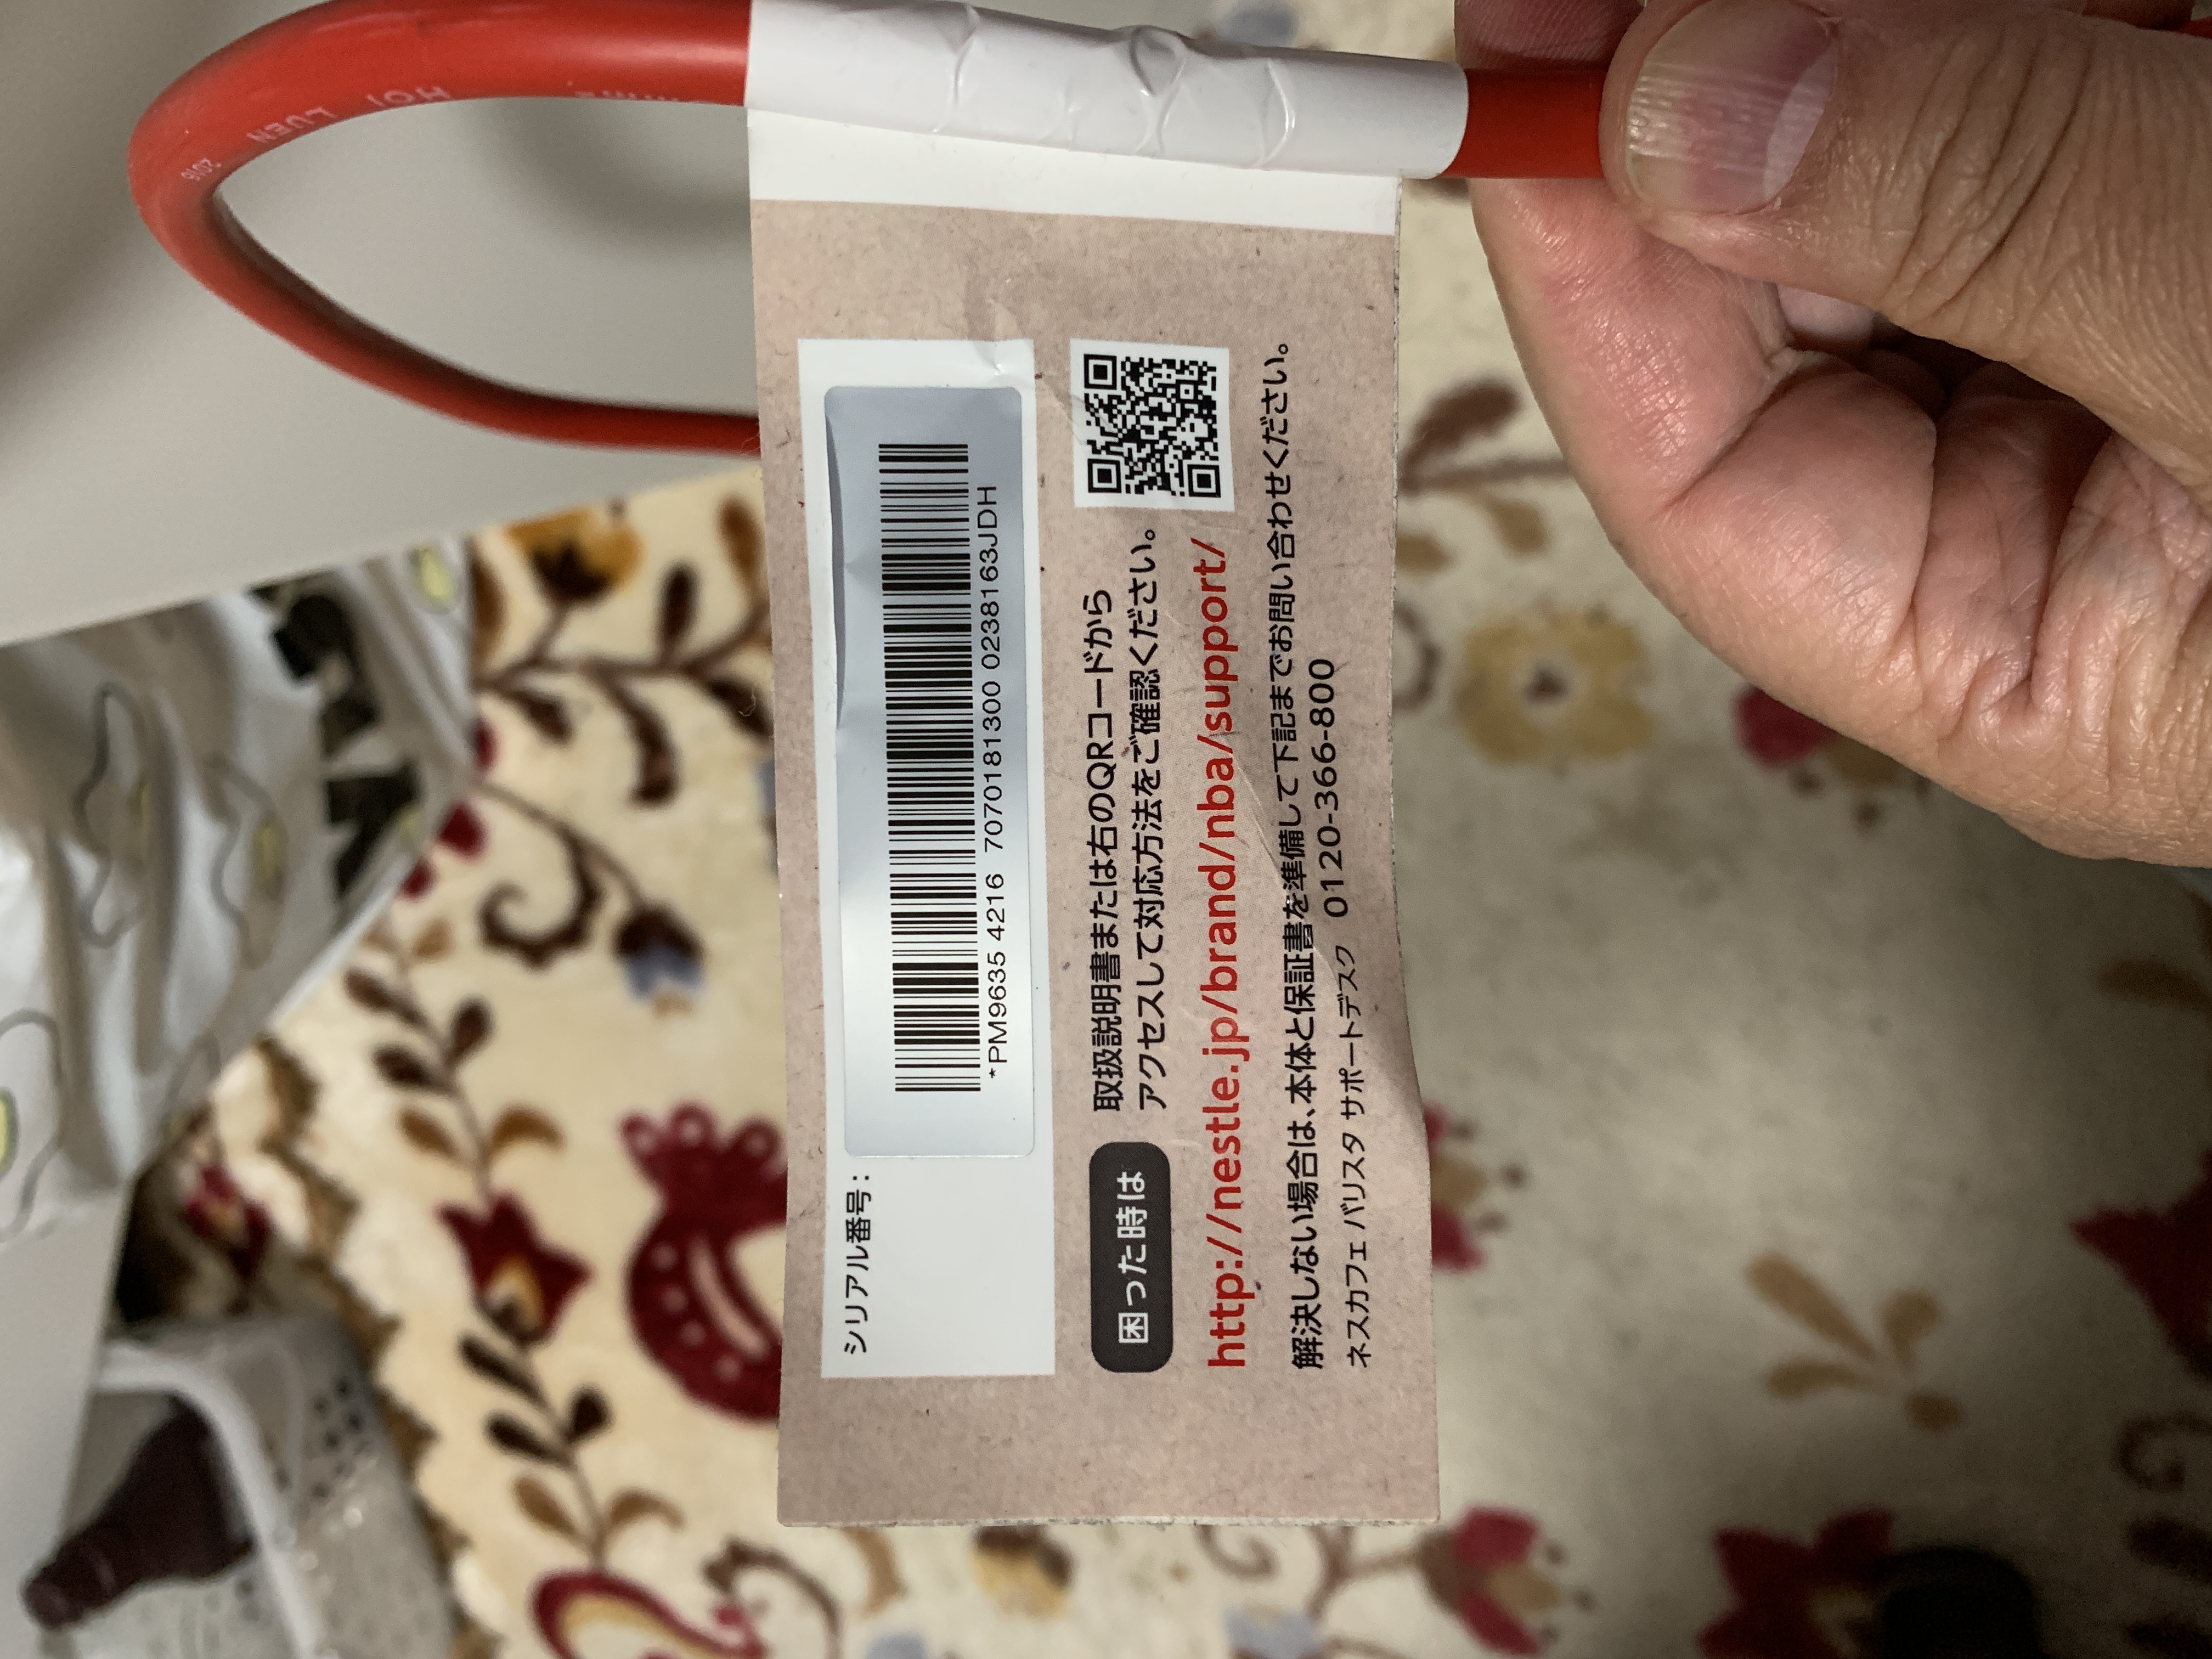 シリアル番号:
*PM9635 4216 7070181300 0238163JDH
困った時は
取扱説明書または右のQRコードから
アクセスして対応方法をご確認ください。
http://nestle.jp/brand/nba/support/
解決しない場合は、本体と保証書を準備して下記までお問い合わせください。
ネスカフェ バリスタ サポートデスク 0120-366-800
LUEN